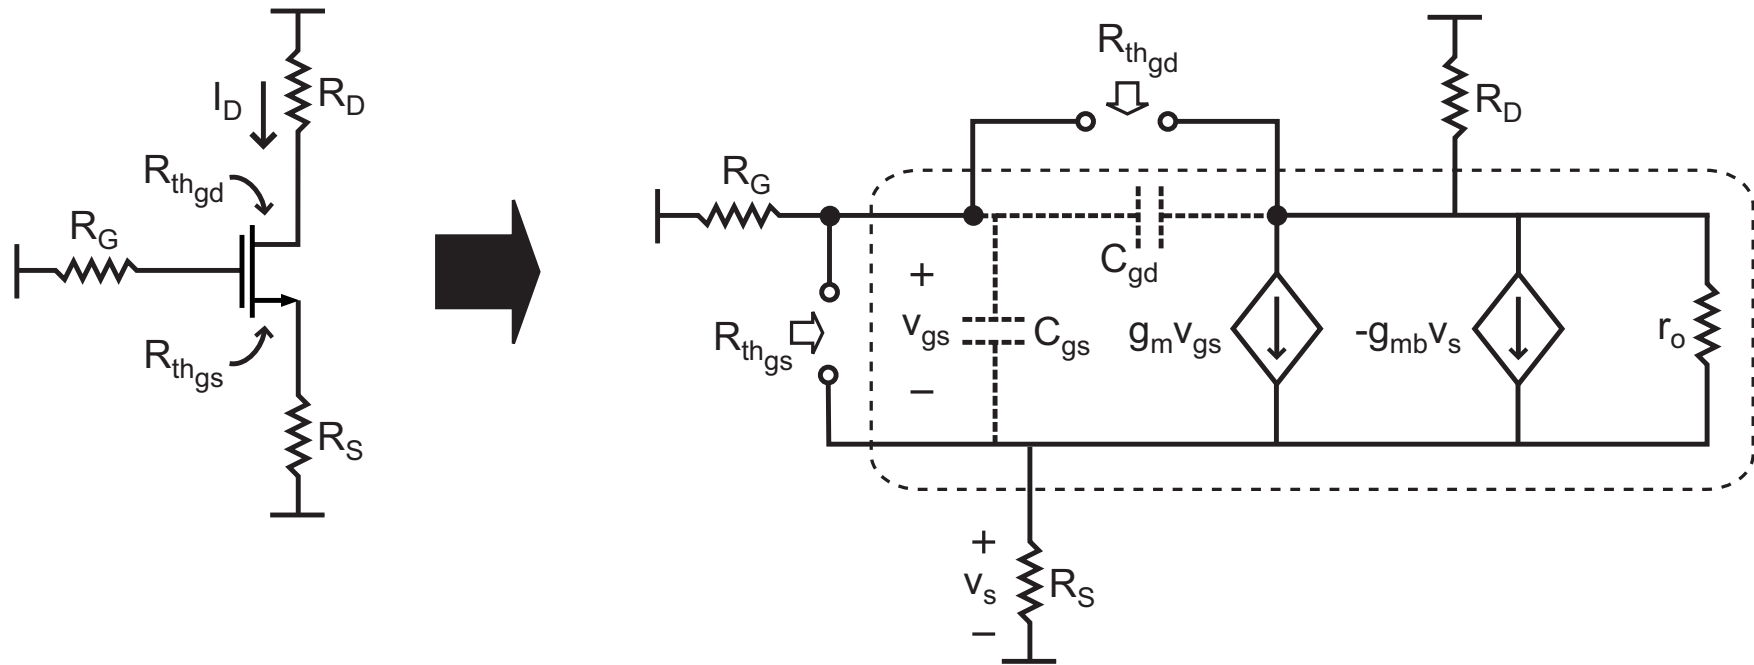 I_D
R_D
R_th_gd
R_G
R_th_gs
R_S
R_th_gd
R_D
R_G
C_gd
+
v_gs
−
R_th_gs
C_gs
g_m v_gs
-g_mb v_s
r_o
+
v_s
−
R_S